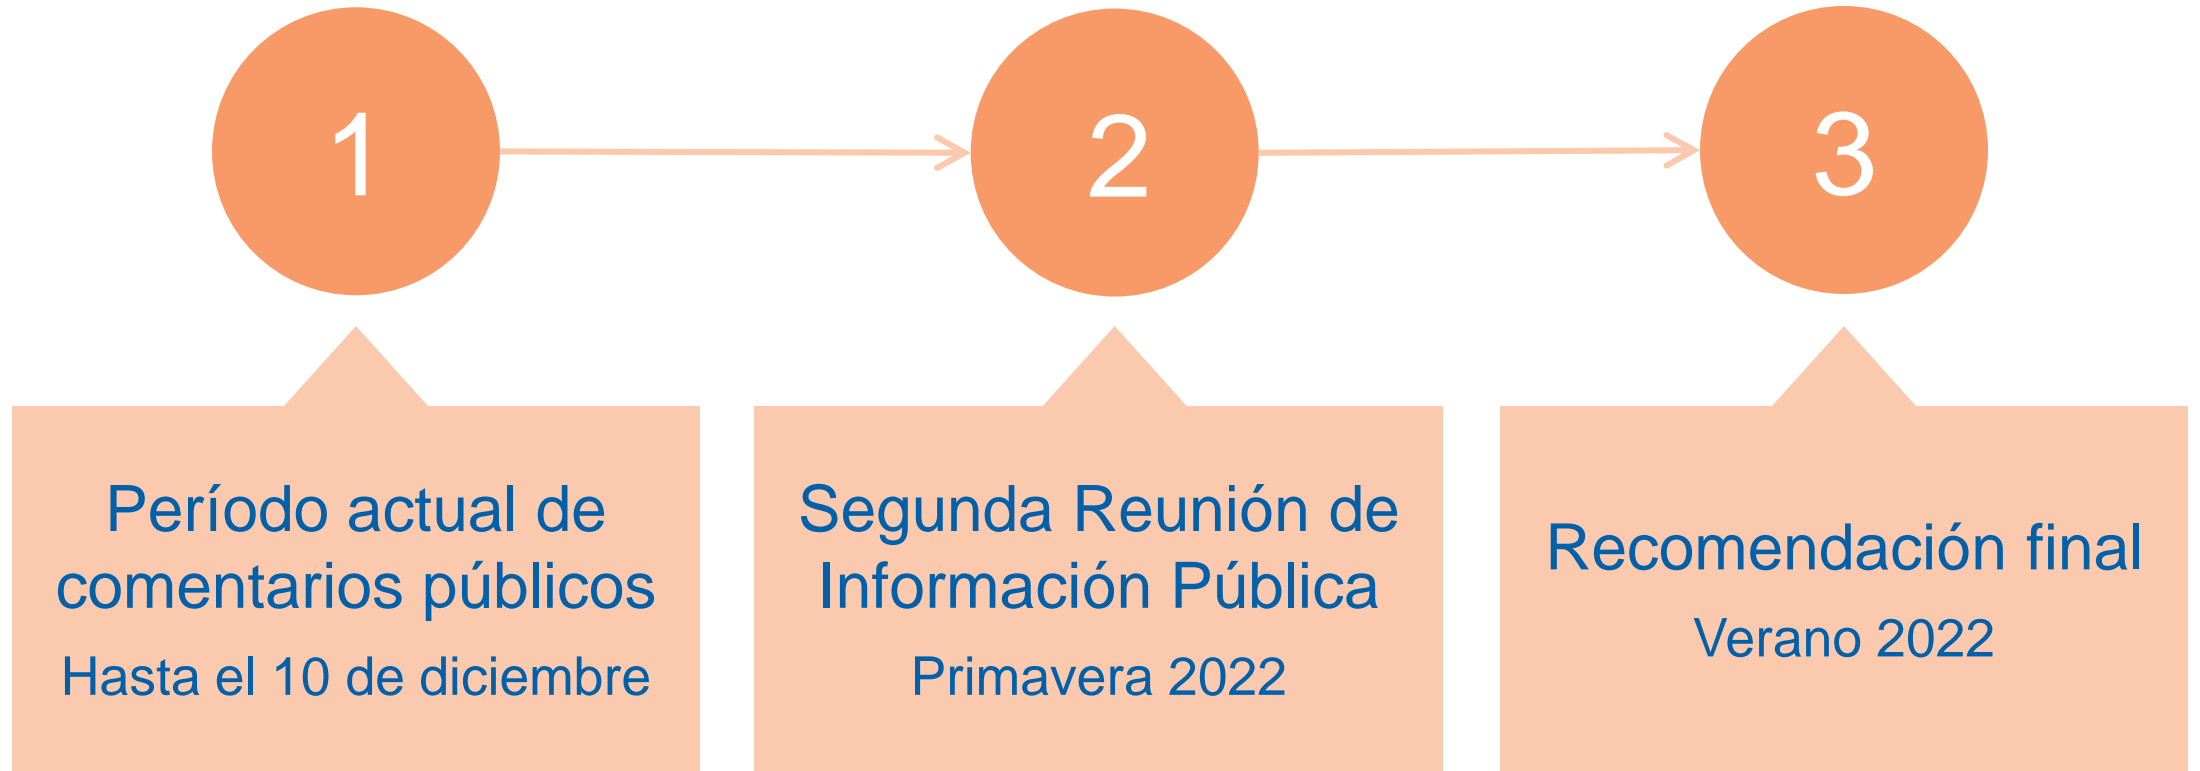 1
2
3
Período actual de
comentarios públicos
Hasta el 10 de diciembre
Segunda Reunión de
Información Pública
Primavera 2022
Recomendación final
Verano 2022